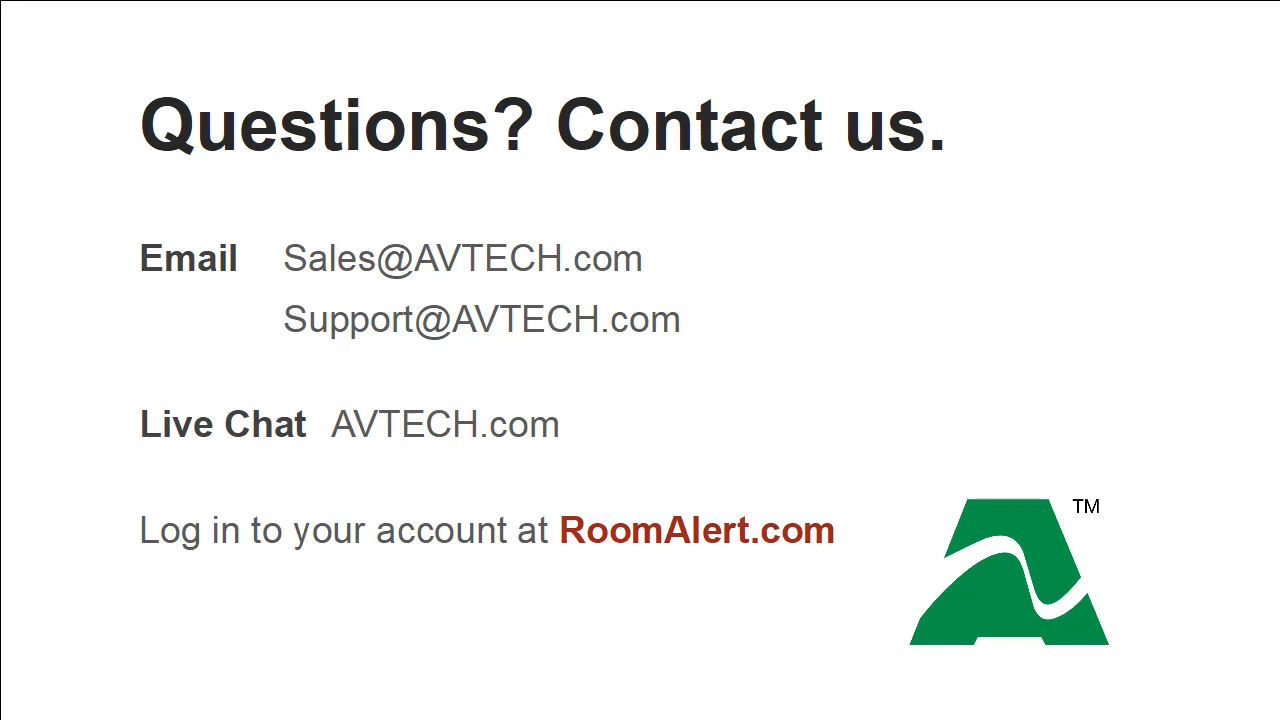 Questions? Contact us.
Email Sales@AVTECH.com
Support@AVTECH.com
Live Chat AVTECH.com
Log in to your account at RoomAlert.com
TM